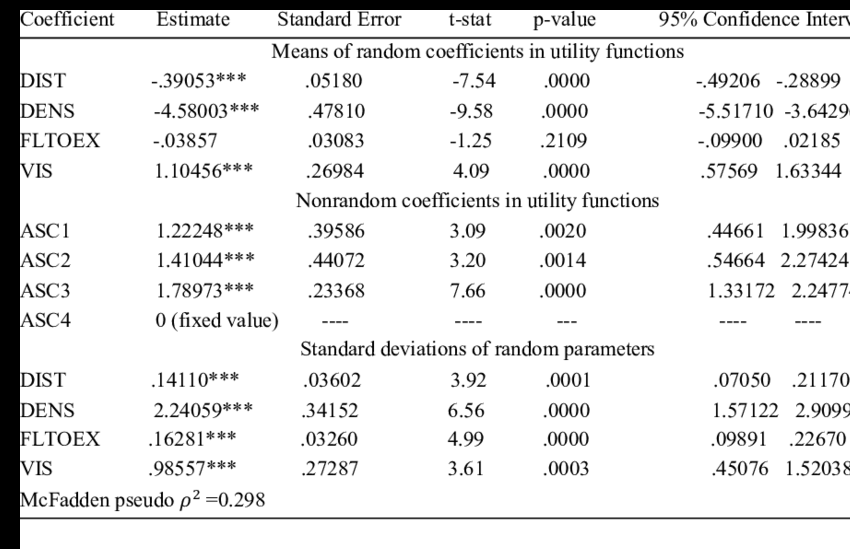 Coefficient Estimate Standard Error t-stat p-value 95% Confidence
Means of random coefficients in utility functions
DIST -.39053*** .05180 -7.54 .0000 -.49206 -.28899
DENS -4.58003*** .47810 -9.58 .0000 -5.51710 -3.6429
FLTOEX -.03857 .03083 -1.25 .2109 -.09900 .02185
VIS 1.10456*** .26984 4.09 .0000 .57569 1.63344
Nonrandom coefficients in utility functions
ASC1 1.22248*** .39586 3.09 .0020 .44661 1.99836
ASC2 1.41044*** .44072 3.20 .0014 .54664 2.27424
ASC3 1.78973*** .23368 7.66 .0000 1.33172 2.2477
ASC4 0 (fixed value) ---- ---- --- ---- ----
Standard deviations of random parameters
DIST .14110*** .03602 3.92 .0001 .07050 .21170
DENS 2.24059*** .34152 6.56 .0000 1.57122 2.9099
FLTOEX .16281*** .03260 4.99 .0000 .09891 .22670
VIS .98557*** .27287 3.61 .0003 .45076 1.52038
McFadden pseudo ρ² =0.298